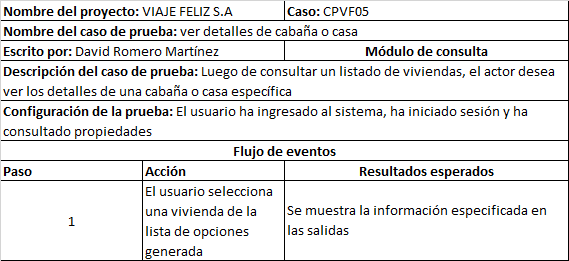 Nombre del proyecto: VIAJE FELIZ S.A Caso: CPVF05
Nombre del caso de prueba: ver detalles de cabaña o casa
Escrito por: David Romero Martínez Módulo de consulta
Descripción del caso de prueba: Luego de consultar un listado de viviendas, el actor desea
ver los detalles de una cabaña o casa específica
Configuración de la prueba: El usuario ha ingresado al sistema, ha iniciado sesión y ha
consultado propiedades
Flujo de eventos
Paso Acción Resultados esperados
1
El usuario selecciona
una vivienda de la
lista de opciones
generada
Se muestra la información especificada en
las salidas